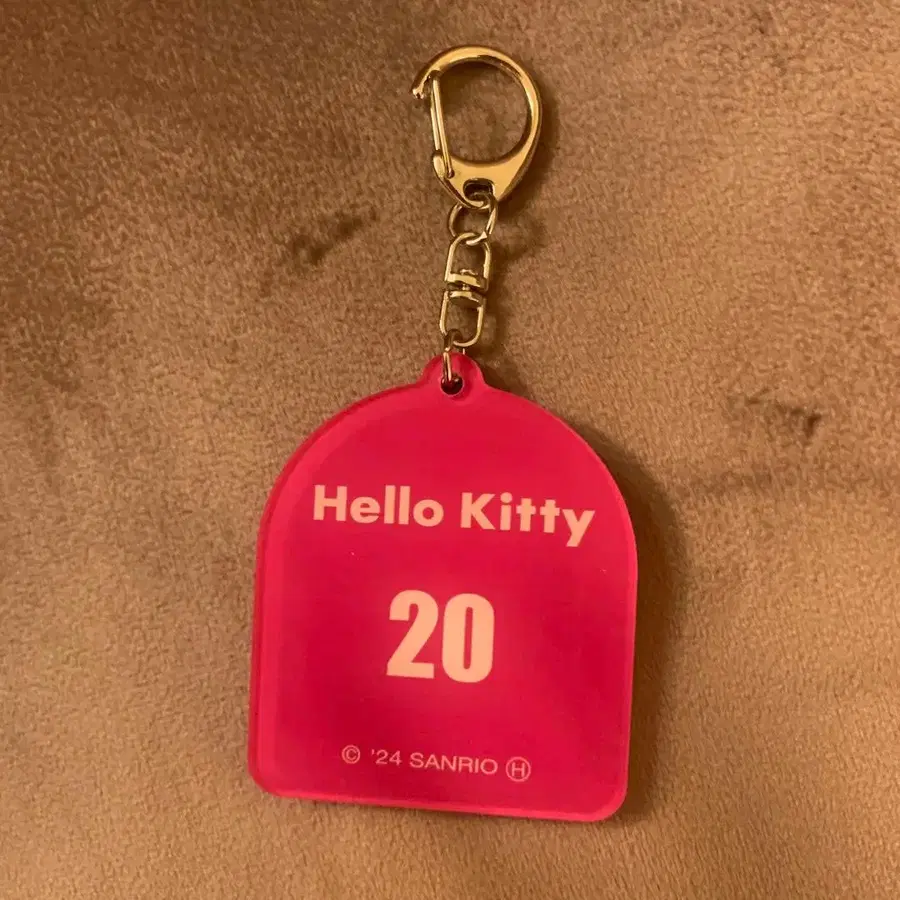 Hello Kitty
20
© '24 SANRIO Ⓗ